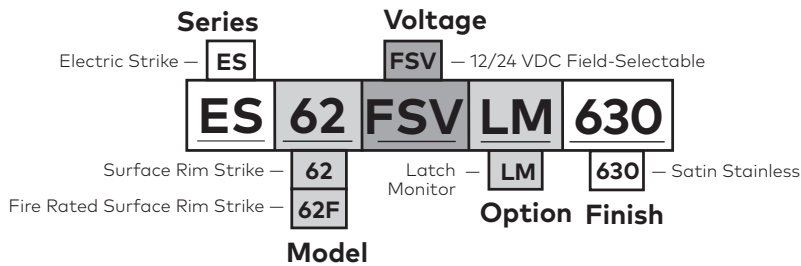 Series
Voltage
Electric Strike — ES
FSV — 12/24 VDC Field-Selectable
ES 62 FSV LM 630
Surface Rim Strike — 62
Latch Monitor — LM
630 — Satin Stainless
Fire Rated Surface Rim Strike — 62F
Option
Finish
Model